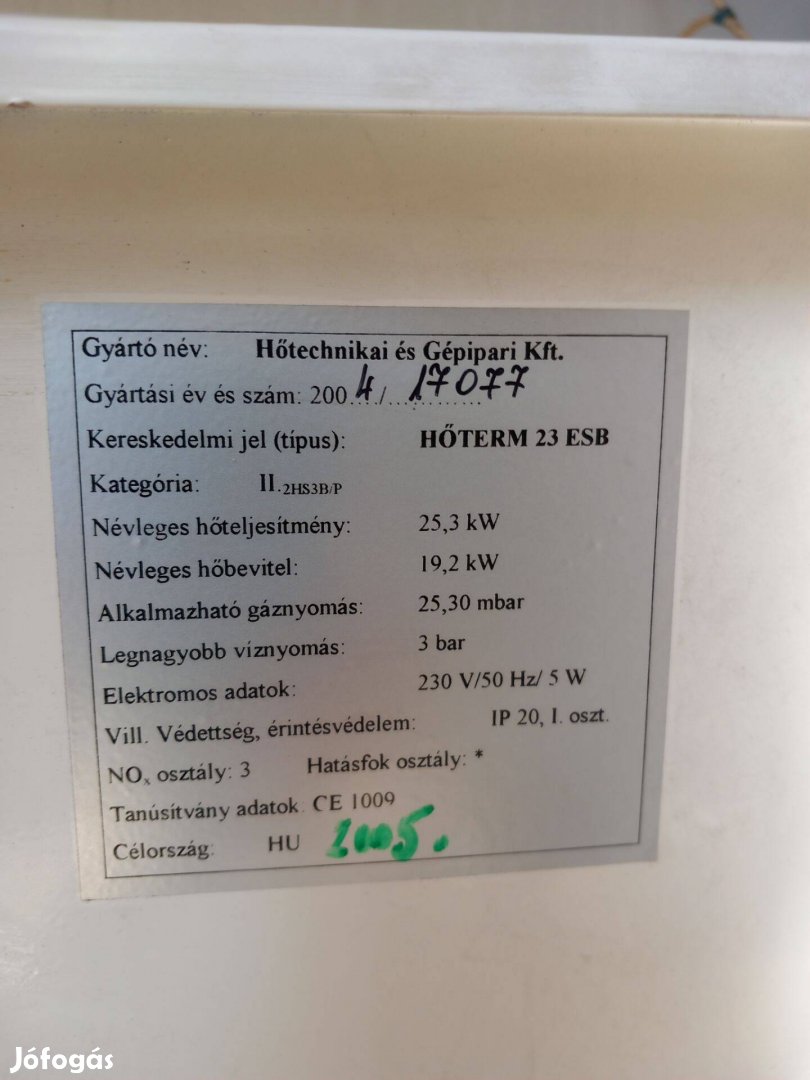 Gyártó név: Hőtechnikai és Gépipari Kft.
Gyártási év és szám: 2004/17077
Kereskedelmi jel (típus): HŐTERM 23 ESB
Kategória: II.2HS3B/P
Névleges hőteljesítmény: 25,3 kW
Névleges hőbevitel: 19,2 kW
Alkalmazható gáznyomás: 25,30 mbar
Legnagyobb víznyomás: 3 bar
Elektromos adatok: 230 V/50 Hz/ 5 W
Vill. Védettség, érintésvédelem: IP 20, I. oszt.
NOx osztály: 3 Hatásfok osztály: *
Tanúsítvány adatok: CE 1009
Célország: HU 2005.
Jófogás